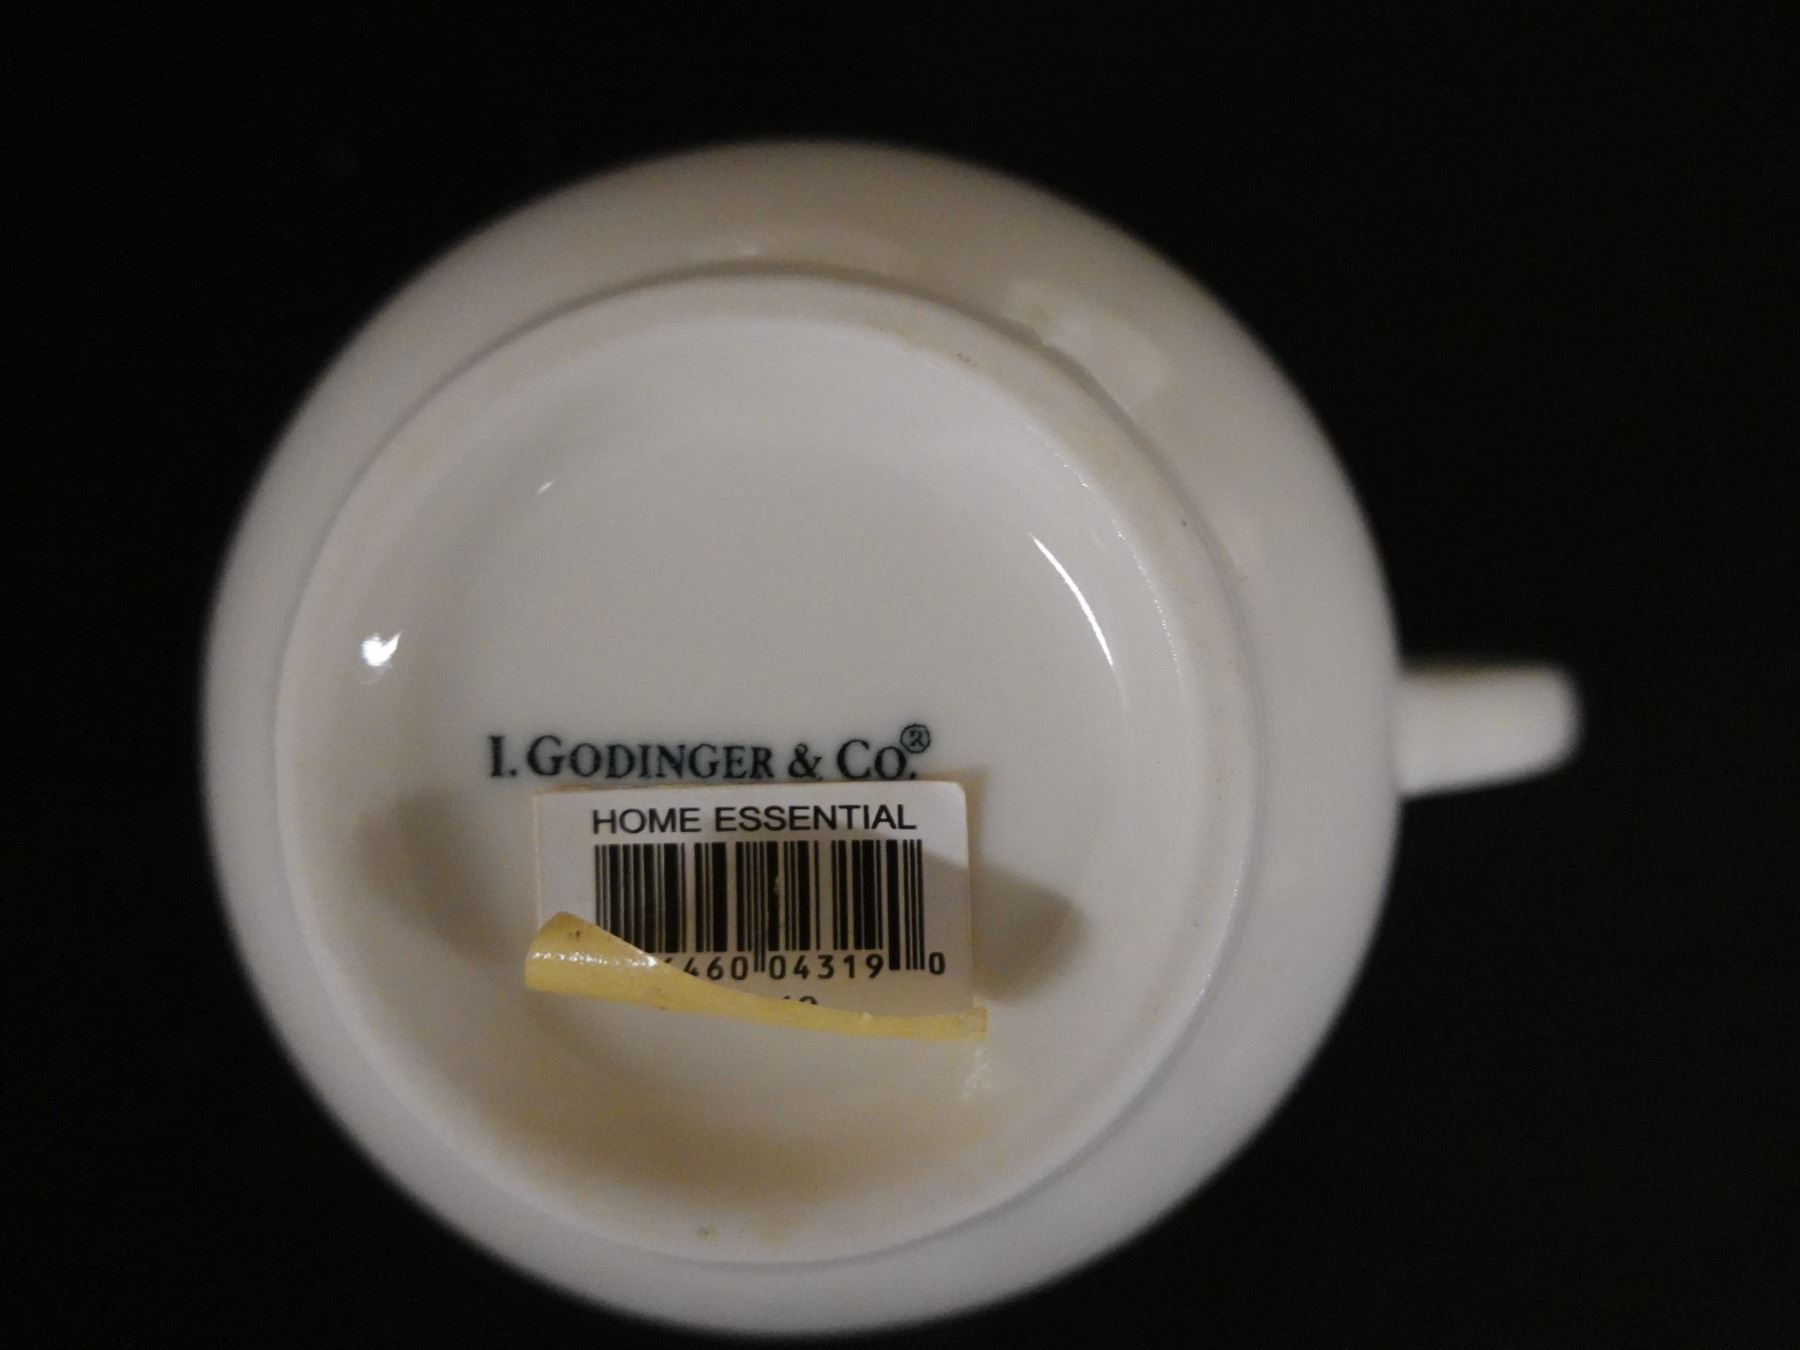 I. GODINGER & CO.®
HOME ESSENTIAL
460 04319 0